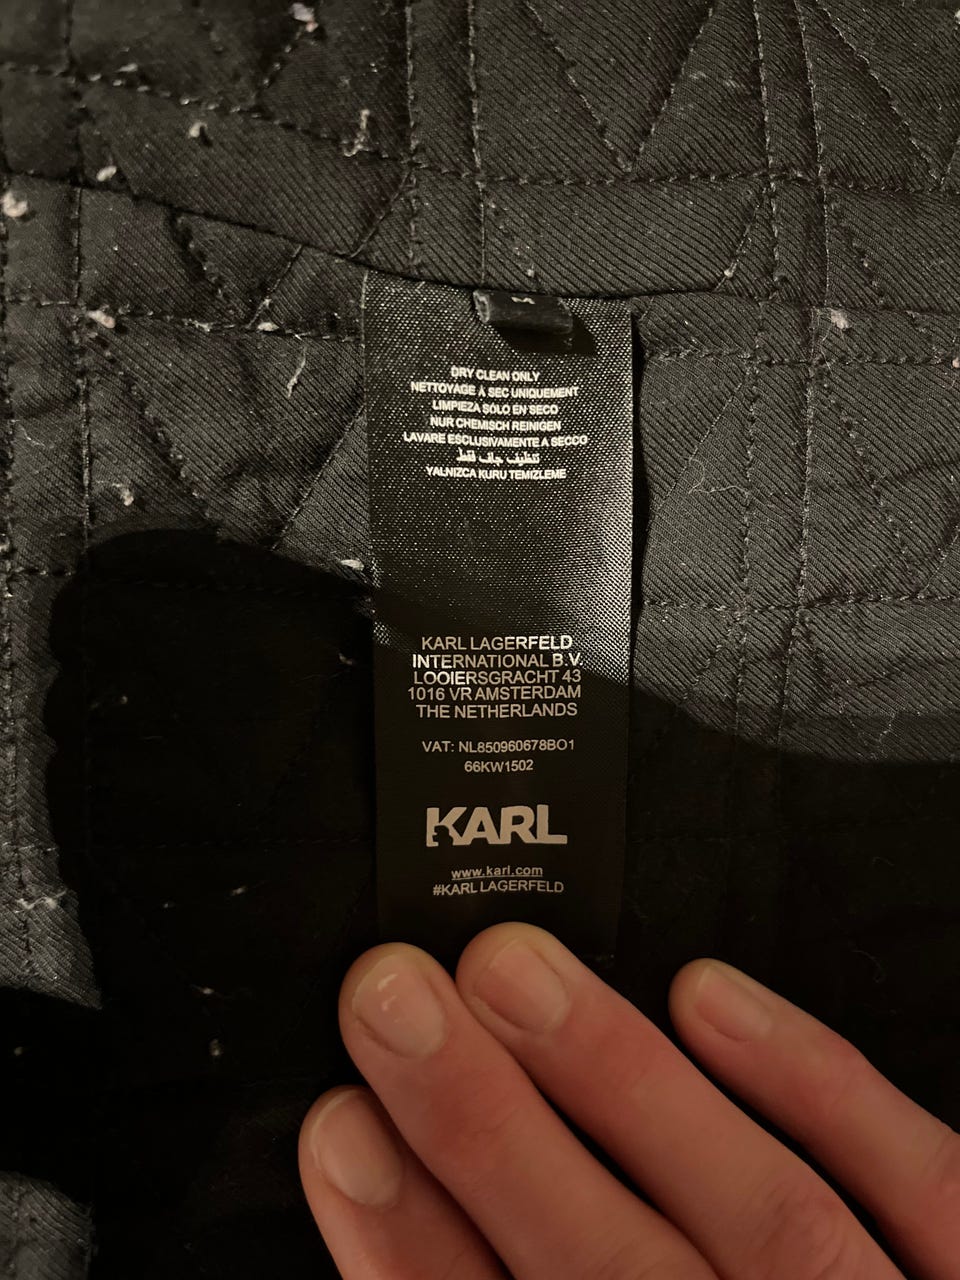 M
DRY CLEAN ONLY
NETTOYAGE À SEC UNIQUEMENT
LIMPIEZA SÓLO EN SECO
NUR CHEMISCH REINIGEN
LAVARE ESCLUSIVAMENTE A SECCO
تنظيف جاف فقط
YALNIZCA KURU TEMIZLEME
KARL LAGERFELD
INTERNATIONAL B.V.
LOOIERSGRACHT 43
1016 VR AMSTERDAM
THE NETHERLANDS
VAT: NL850960678BO1
66KW1502
KARL
www.karl.com
#KARL LAGERFELD